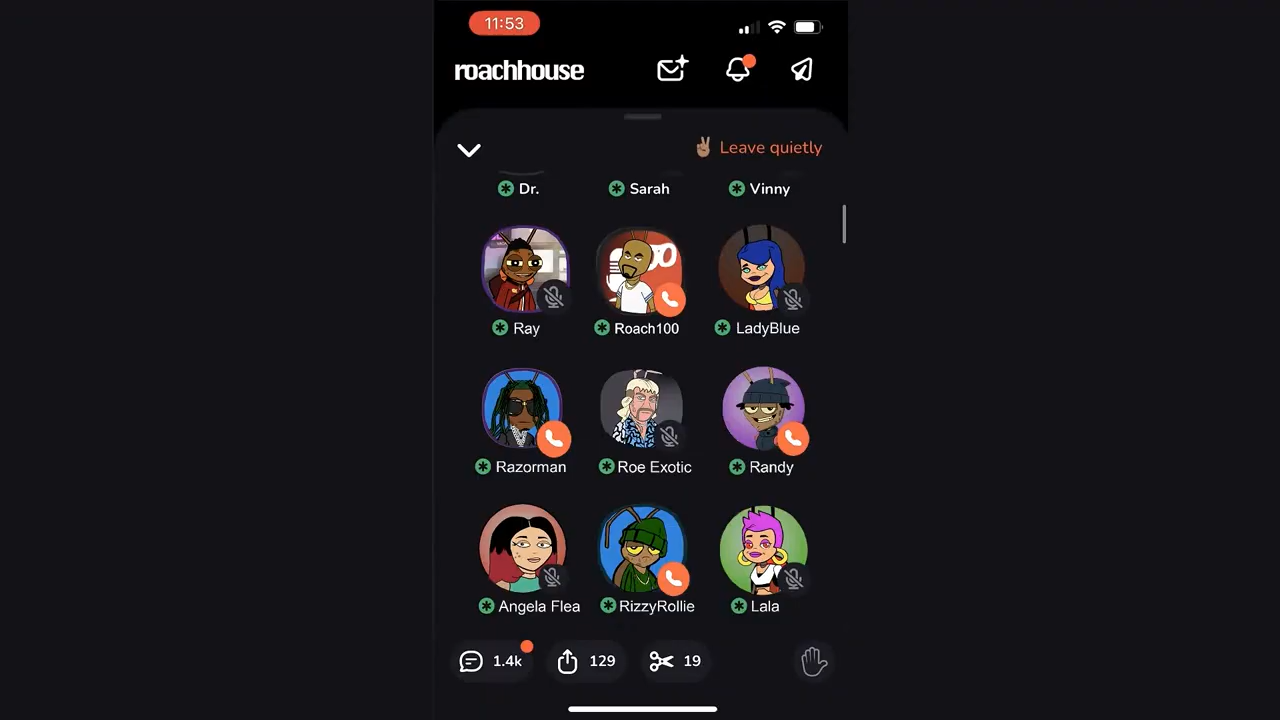 11:53
roachhouse
Leave quietly
Dr. Sarah Vinny
Ray Roach100 LadyBlue
Razorman Roe Exotic Randy
Angela Flea RizzyRollie Lala
1.4k 129 19